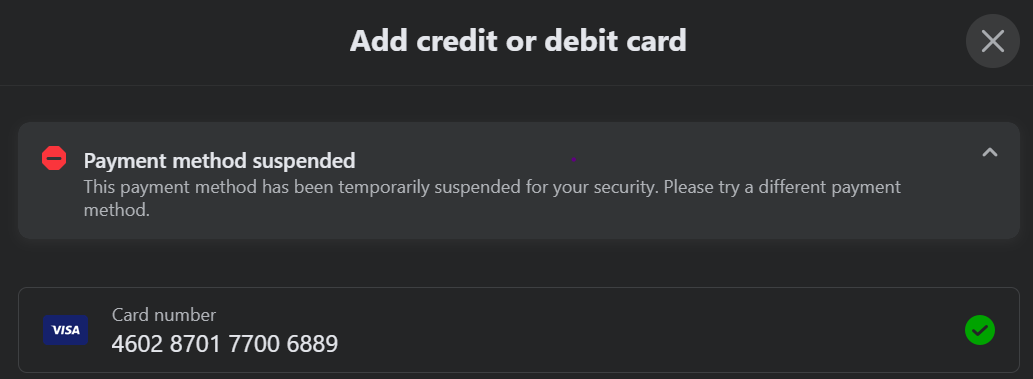 Add credit or debit card
Payment method suspended
This payment method has been temporarily suspended for your security. Please try a different payment
method.
VISA
Card number
4602 8701 7700 6889